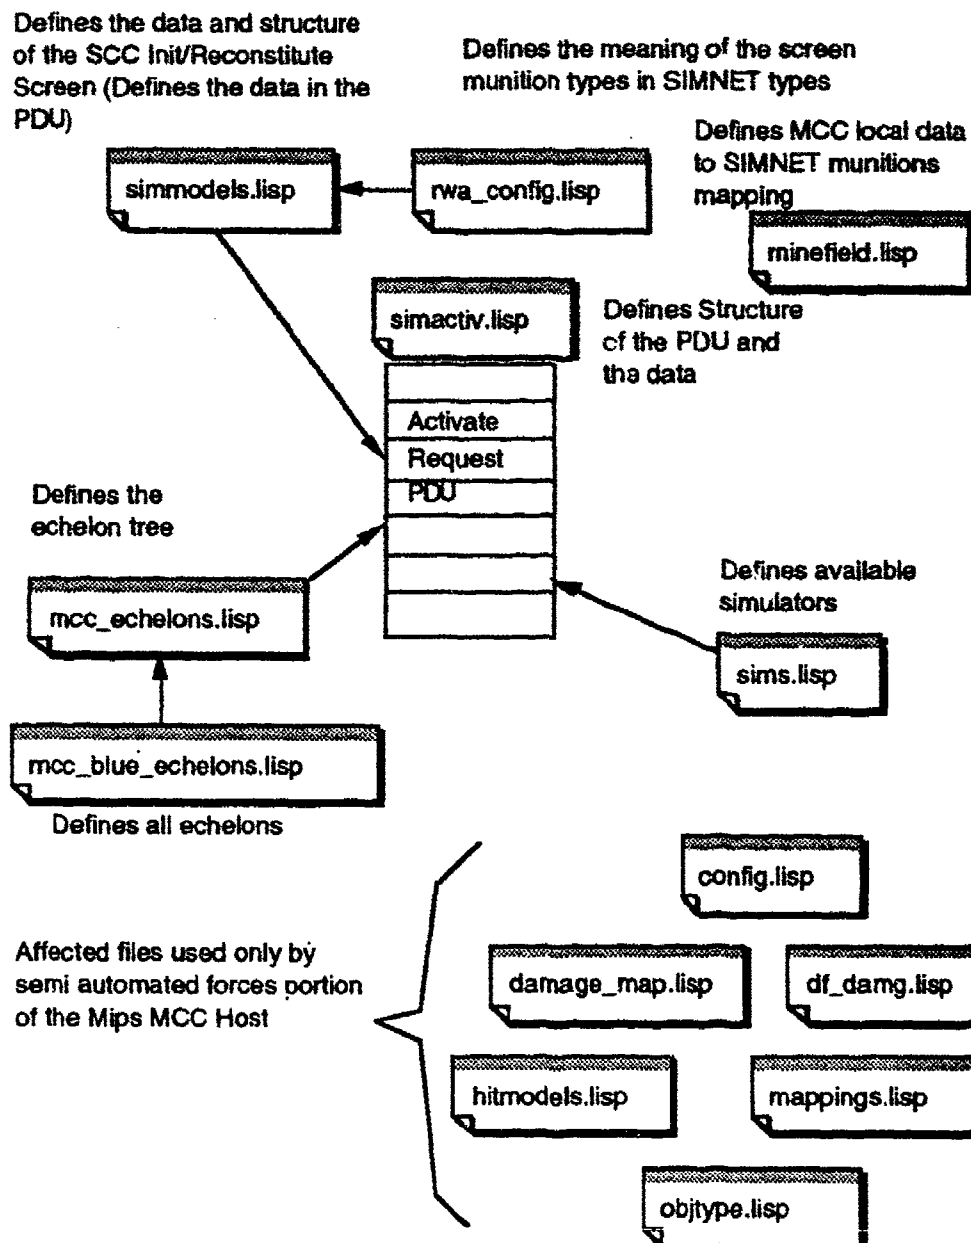 Defines the data and structure
of the SCC Init/Reconstitute
Screen (Defines the data in the
PDU)
Defines the meaning of the screen
munition types in SIMNET types
Defines MCC local data
to SIMNET munitions
mapping
simmodels.lisp
rwa_config.lisp
minefield.lisp
simactiv.lisp
Defines Structure
of the PDU and
the data
Activate
Request
PDU
Defines the
echelon tree
mcc_echelons.lisp
Defines available
simulators
sims.lisp
mcc_blue_echelons.lisp
Defines all echelons
config.lisp
Affected files used only by
semi automated forces portion
of the Mips MCC Host
damage_map.lisp
df_damg.lisp
hitmodels.lisp
mappings.lisp
objtype.lisp